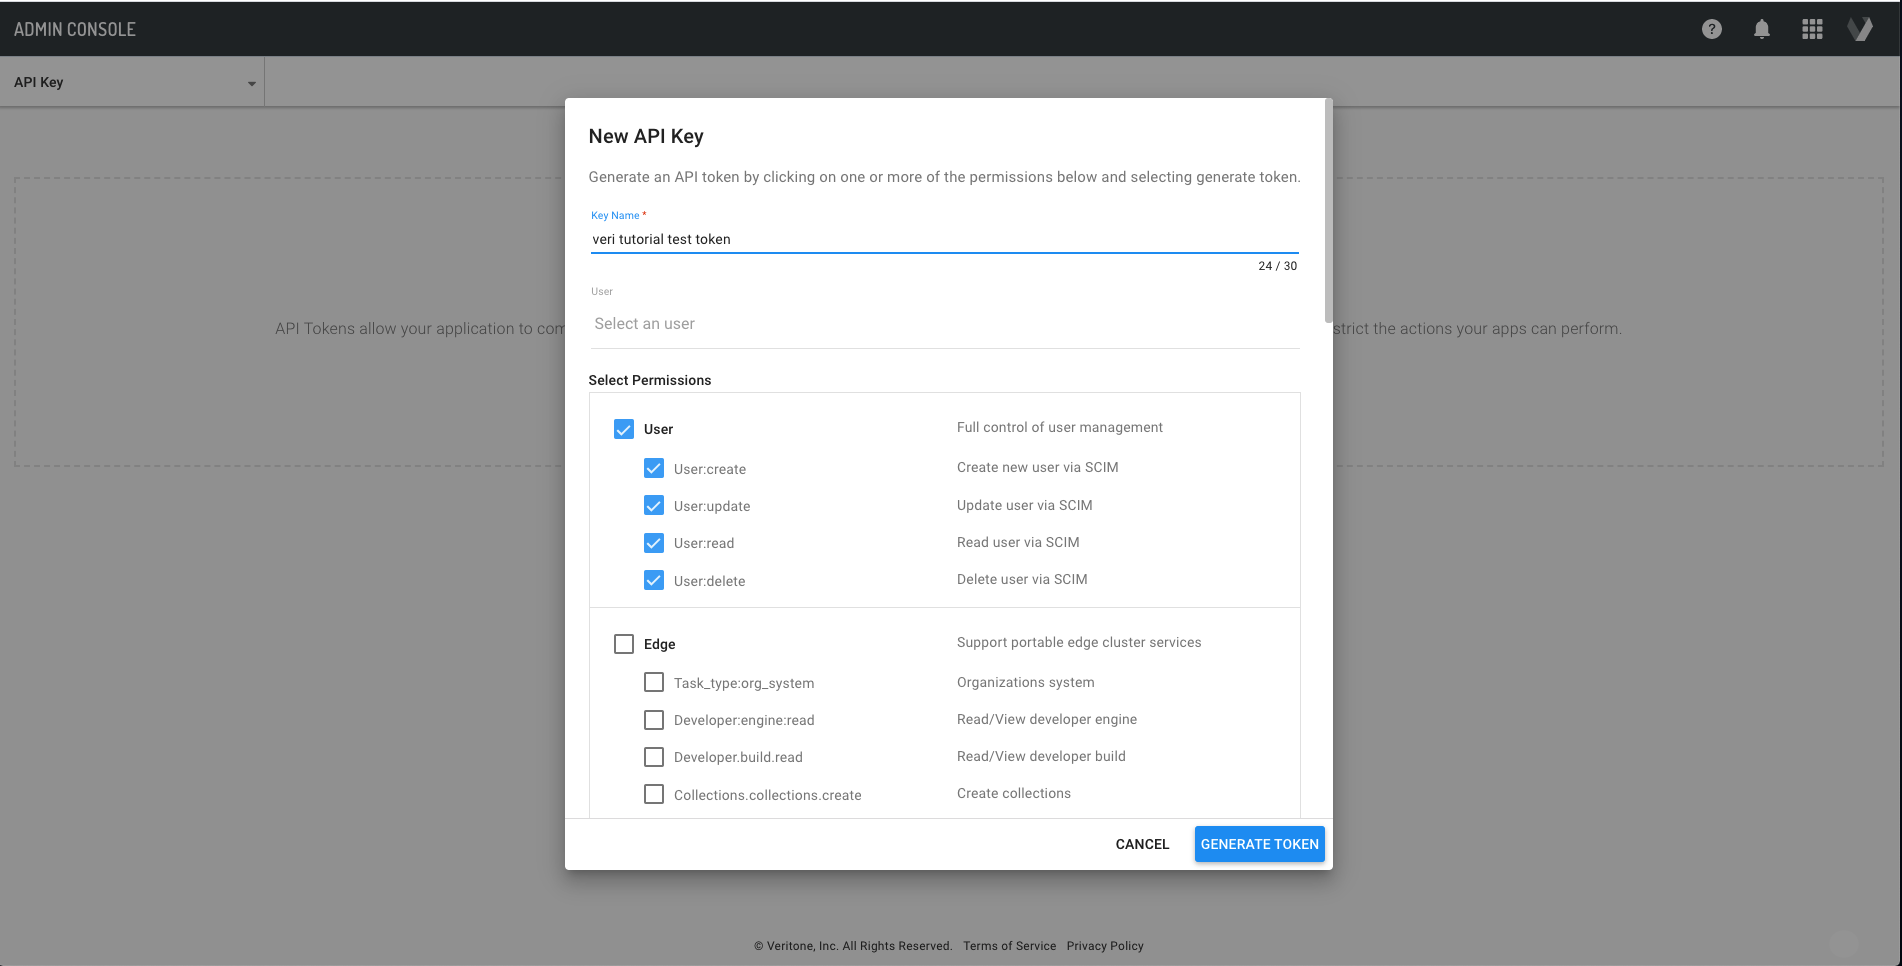 ADMIN CONSOLE
?
API Key
New API Key
Generate an API token by clicking on one or more of the permissions below and selecting generate token.
Key Name *
veri tutorial test token
24 / 30
User
Select an user
API Tokens allow your application to com
strict the actions your apps can perform.
Select Permissions
User Full control of user management
User:create Create new user via SCIM
User:update Update user via SCIM
User:read Read user via SCIM
User:delete Delete user via SCIM
Edge Support portable edge cluster services
Task_type:org_system Organizations system
Developer:engine:read Read/View developer engine
Developer.build.read Read/View developer build
Collections.collections.create Create collections
CANCEL GENERATE TOKEN
© Veritone, Inc. All Rights Reserved. Terms of Service Privacy Policy